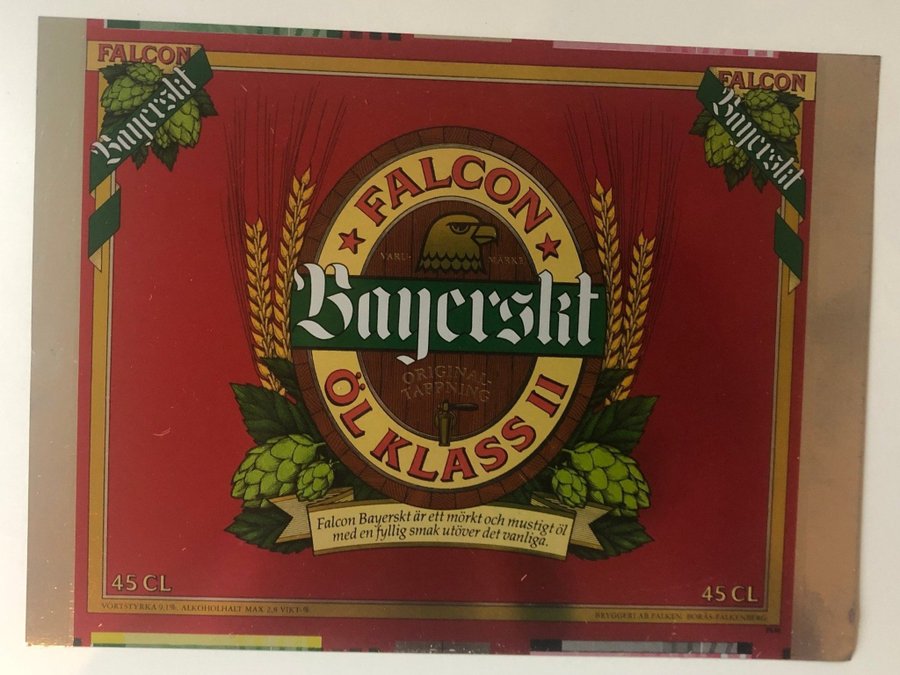 FALCON
Bayerskt
FALCON
Bayerskt
FALCON
VARU- MÄRKE
Bayerskt
ORIGINAL-
TAPPNING
ÖL KLASS II
Falcon Bayerskt är ett mörkt och mustigt öl
med en fyllig smak utöver det vanliga.
45 CL
45 CL
VÖRTSTYRKA 9,1%. ALKOHOLHALT MAX 2,8 VIKT-%
BRYGGERI AB FALKEN, BORÅS-FALKENBERG